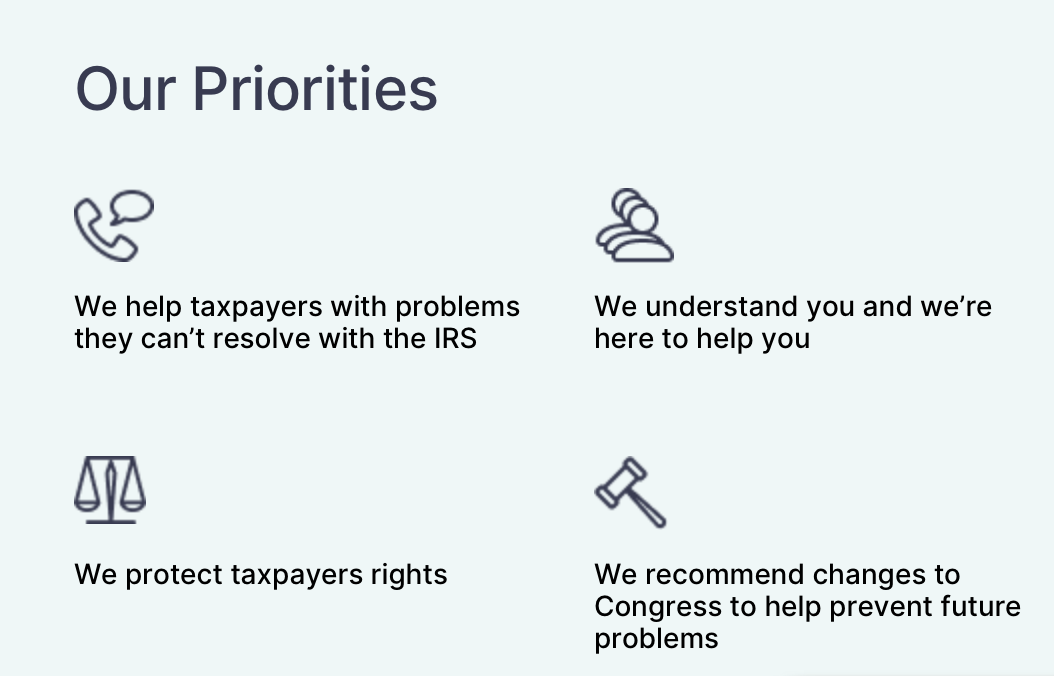 Our Priorities
We help taxpayers with problems
they can’t resolve with the IRS
We understand you and we’re
here to help you
We protect taxpayers rights
We recommend changes to
Congress to help prevent future
problems